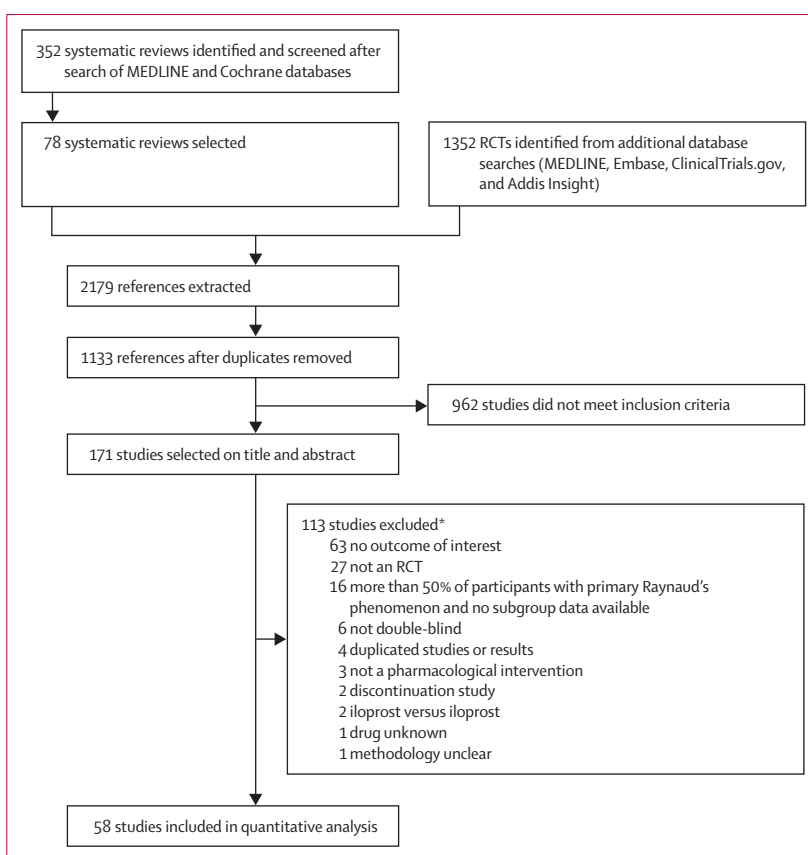 352 systematic reviews identified and screened after
search of MEDLINE and Cochrane databases
78 systematic reviews selected
1352 RCTs identified from additional database
searches (MEDLINE, Embase, ClinicalTrials.gov,
and Addis Insight)
2179 references extracted
1133 references after duplicates removed
962 studies did not meet inclusion criteria
171 studies selected on title and abstract
113 studies excluded*
63 no outcome of interest
27 not an RCT
16 more than 50% of participants with primary Raynaud's
phenomenon and no subgroup data available
6 not double-blind
4 duplicated studies or results
3 not a pharmacological intervention
2 discontinuation study
2 iloprost versus iloprost
1 drug unknown
1 methodology unclear
58 studies included in quantitative analysis